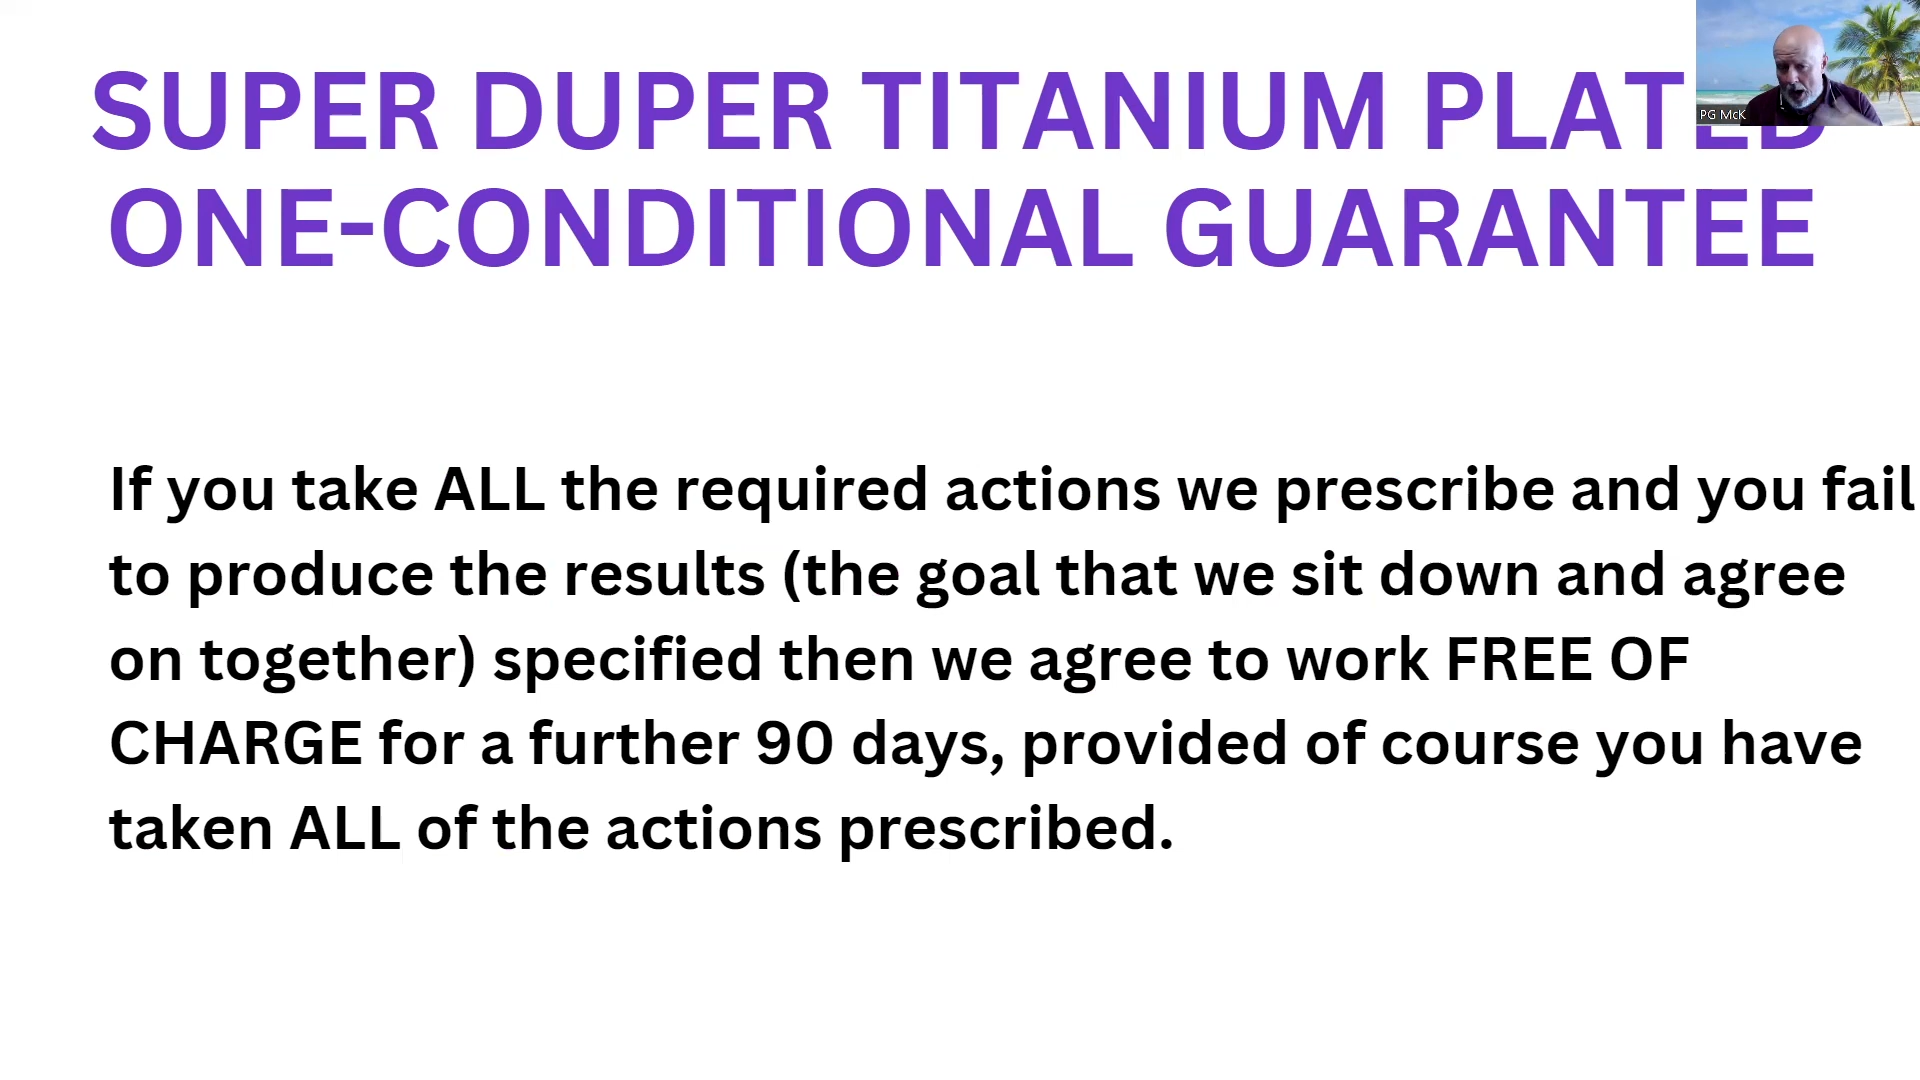 SUPER DUPER TITANIUM PLATED
ONE-CONDITIONAL GUARANTEE
PG McK
If you take ALL the required actions we prescribe and you fail
to produce the results (the goal that we sit down and agree
on together) specified then we agree to work FREE OF
CHARGE for a further 90 days, provided of course you have
taken ALL of the actions prescribed.